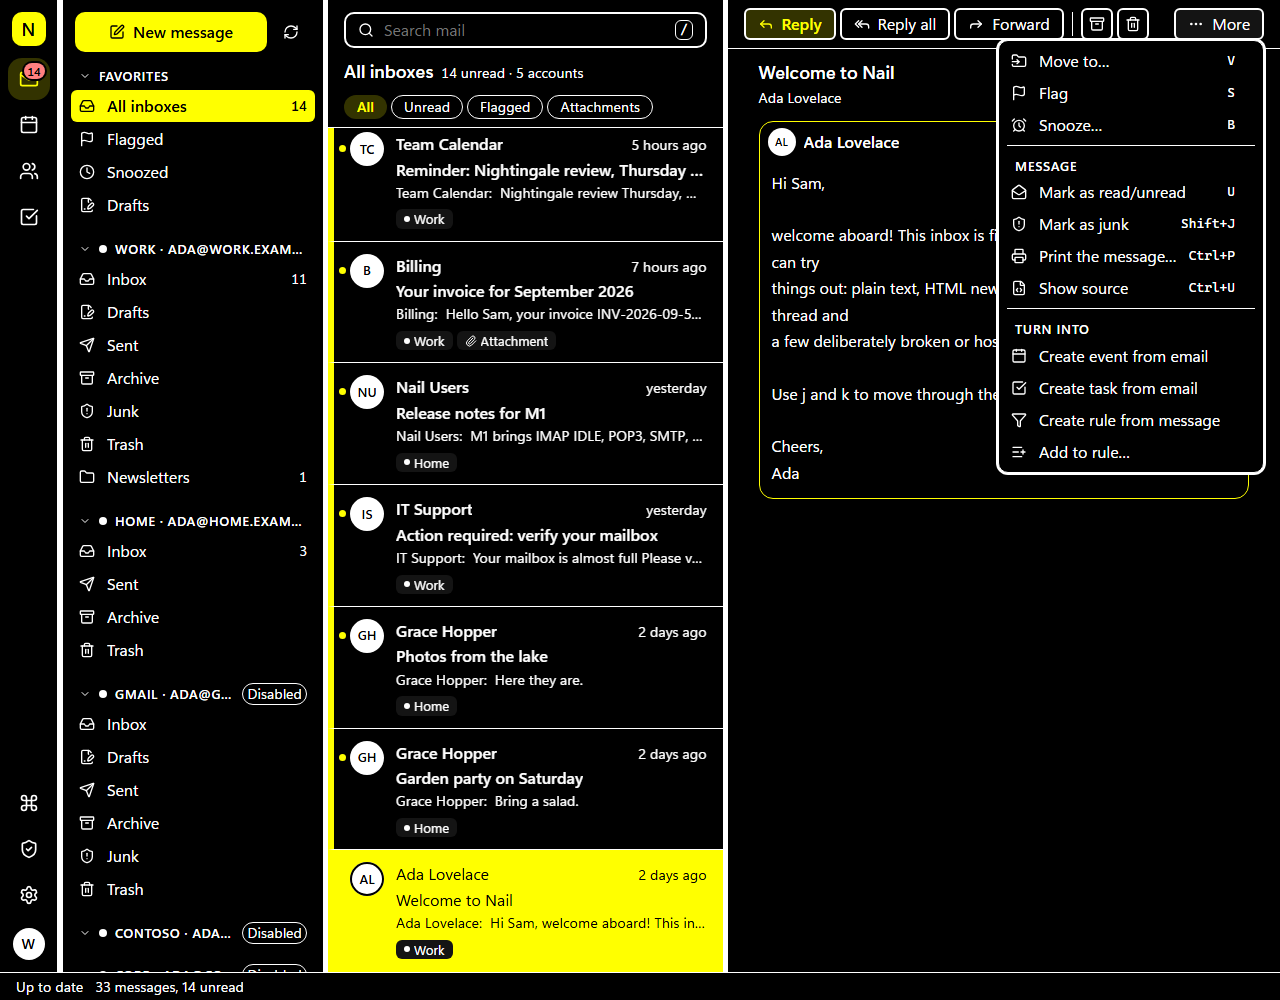 N
14
W
New message
FAVORITES
All inboxes 14
Flagged
Snoozed
Drafts
WORK · ADA@WORK.EXAM...
Inbox 11
Drafts
Sent
Archive
Junk
Trash
Newsletters 1
HOME · ADA@HOME.EXAM...
Inbox 3
Sent
Archive
Trash
GMAIL · ADA@G... Disabled
Inbox
Drafts
Sent
Archive
Junk
Trash
CONTOSO · ADA... Disabled
Search mail /
All inboxes 14 unread · 5 accounts
All Unread Flagged Attachments
TC Team Calendar 5 hours ago
Reminder: Nightingale review, Thursday ...
Team Calendar: Nightingale review Thursday, ...
Work
B Billing 7 hours ago
Your invoice for September 2026
Billing: Hello Sam, your invoice INV-2026-09-5...
Work Attachment
NU Nail Users yesterday
Release notes for M1
Nail Users: M1 brings IMAP IDLE, POP3, SMTP, ...
Home
IS IT Support yesterday
Action required: verify your mailbox
IT Support: Your mailbox is almost full Please v...
Work
GH Grace Hopper 2 days ago
Photos from the lake
Grace Hopper: Here they are.
Home
GH Grace Hopper 2 days ago
Garden party on Saturday
Grace Hopper: Bring a salad.
Home
AL Ada Lovelace 2 days ago
Welcome to Nail
Ada Lovelace: Hi Sam, welcome aboard! This in...
Work
Reply Reply all Forward More
Welcome to Nail
Ada Lovelace
AL Ada Lovelace
Hi Sam,
welcome aboard! This inbox is
can try
things out: plain text, HTML
thread and
a few deliberately broken or
Use j and k to move through
Cheers,
Ada
Move to... V
Flag S
Snooze... B
MESSAGE
Mark as read/unread U
Mark as junk Shift+J
Print the message... Ctrl+P
Show source Ctrl+U
TURN INTO
Create event from email
Create task from email
Create rule from message
Add to rule...
Up to date 33 messages, 14 unread